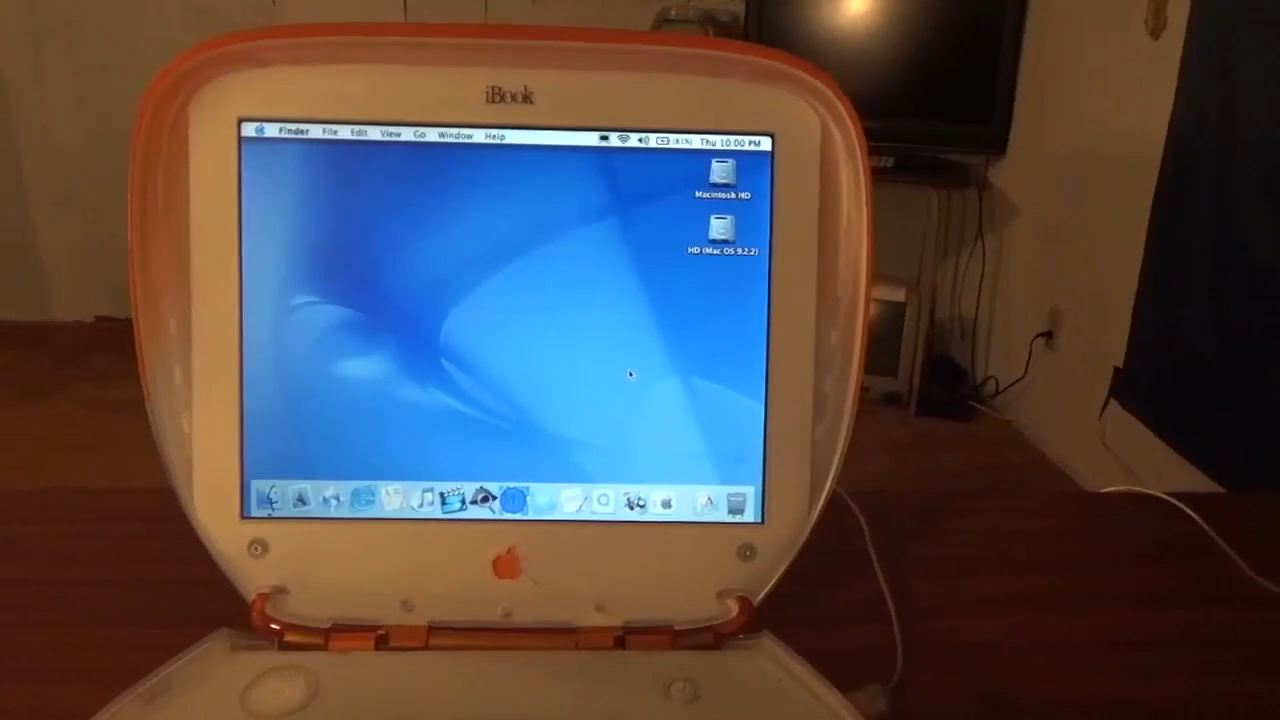 iBook
Finder File Edit View Go Window Help
Thu 10:00 PM
Macintosh HD
HD (Mac OS 9.2.2)